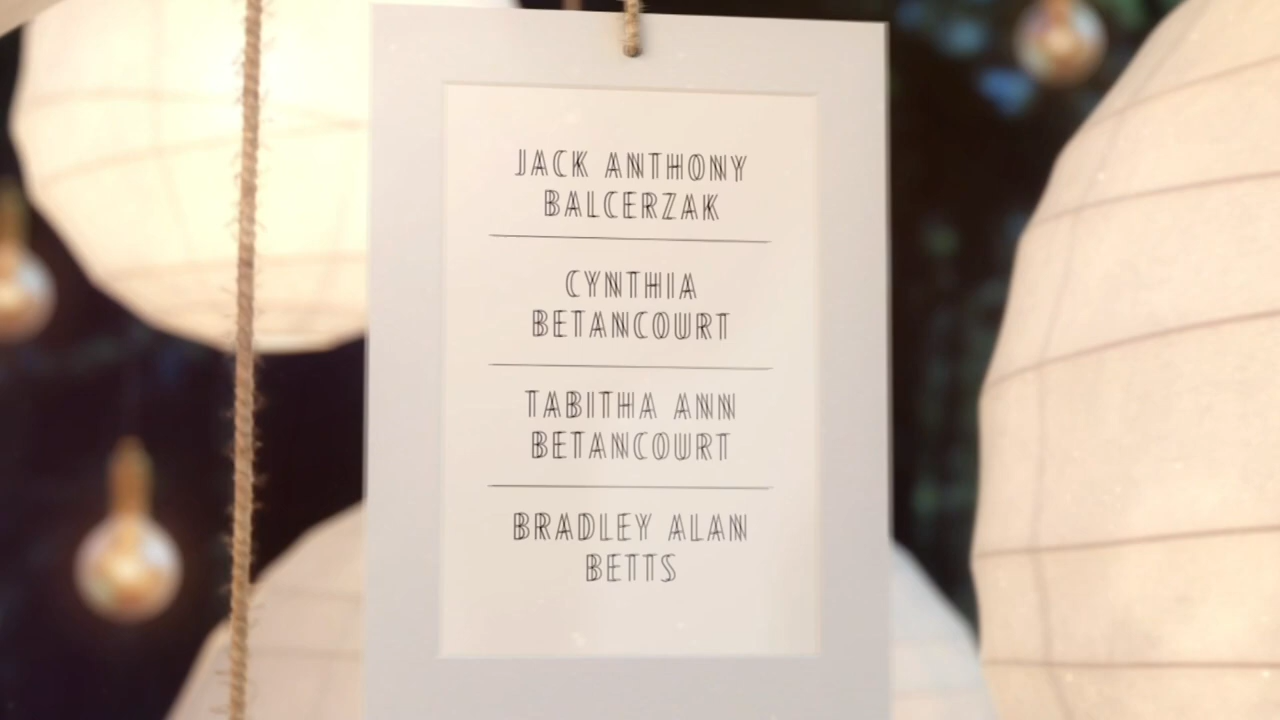 JACK ANTHONY
BALCERZAK
CYNTHIA
BETANCOURT
TABITHA ANN
BETANCOURT
BRADLEY ALAN
BETTS